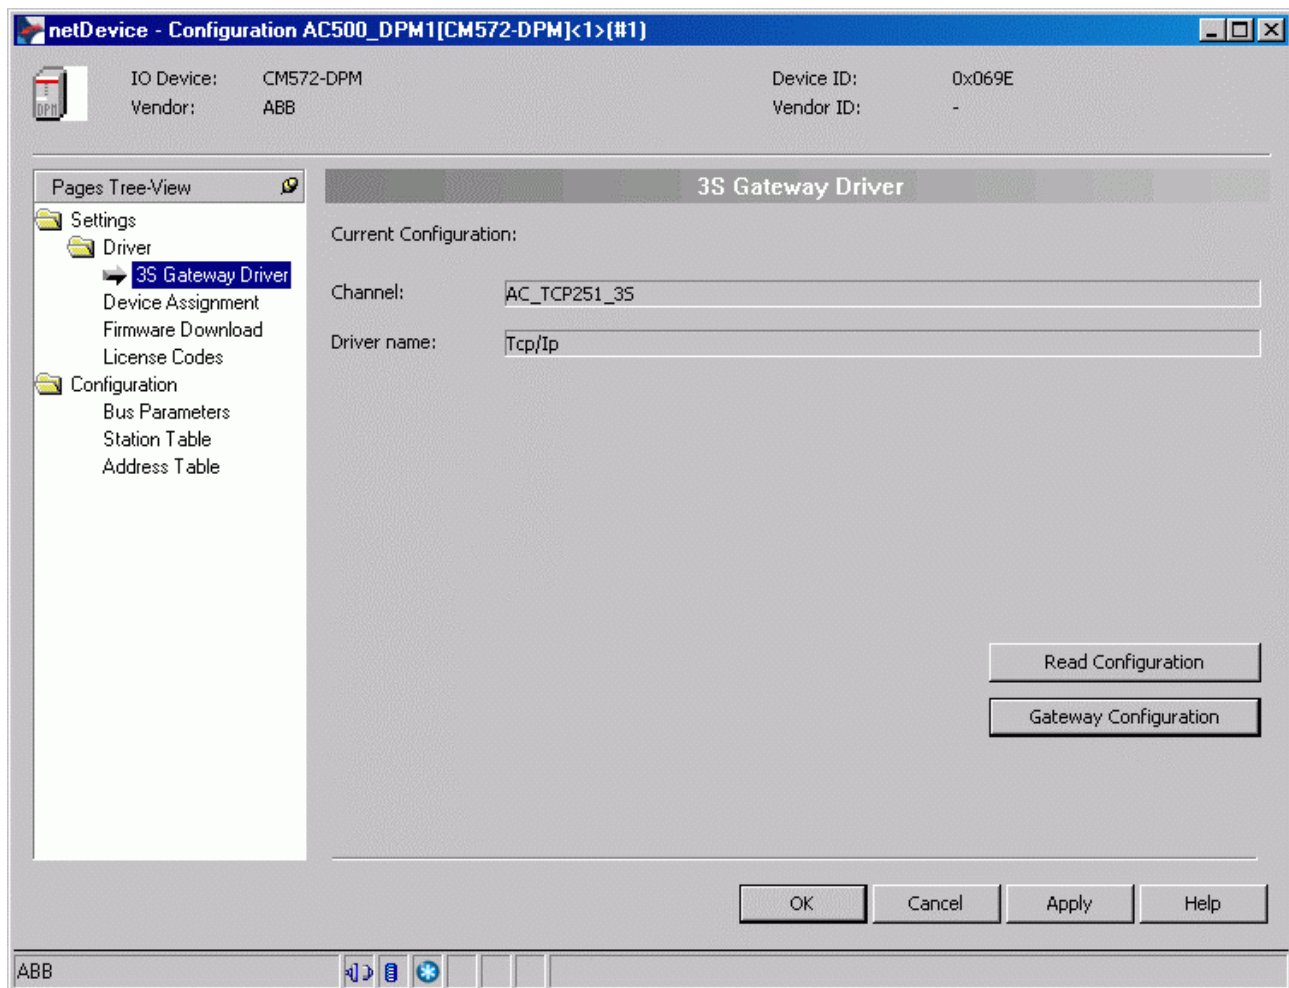 netDevice - Configuration AC500_DPM1[CM572-DPM]<1>(#1)
IO Device: CM572-DPM Device ID: 0x069E
Vendor: ABB Vendor ID: -
DPM
Pages Tree-View
3S Gateway Driver
Settings
Driver
3S Gateway Driver
Device Assignment
Firmware Download
License Codes
Configuration
Bus Parameters
Station Table
Address Table
Current Configuration:
Channel: AC_TCP251_3S
Driver name: Tcp/Ip
Read Configuration
Gateway Configuration
OK Cancel Apply Help
ABB